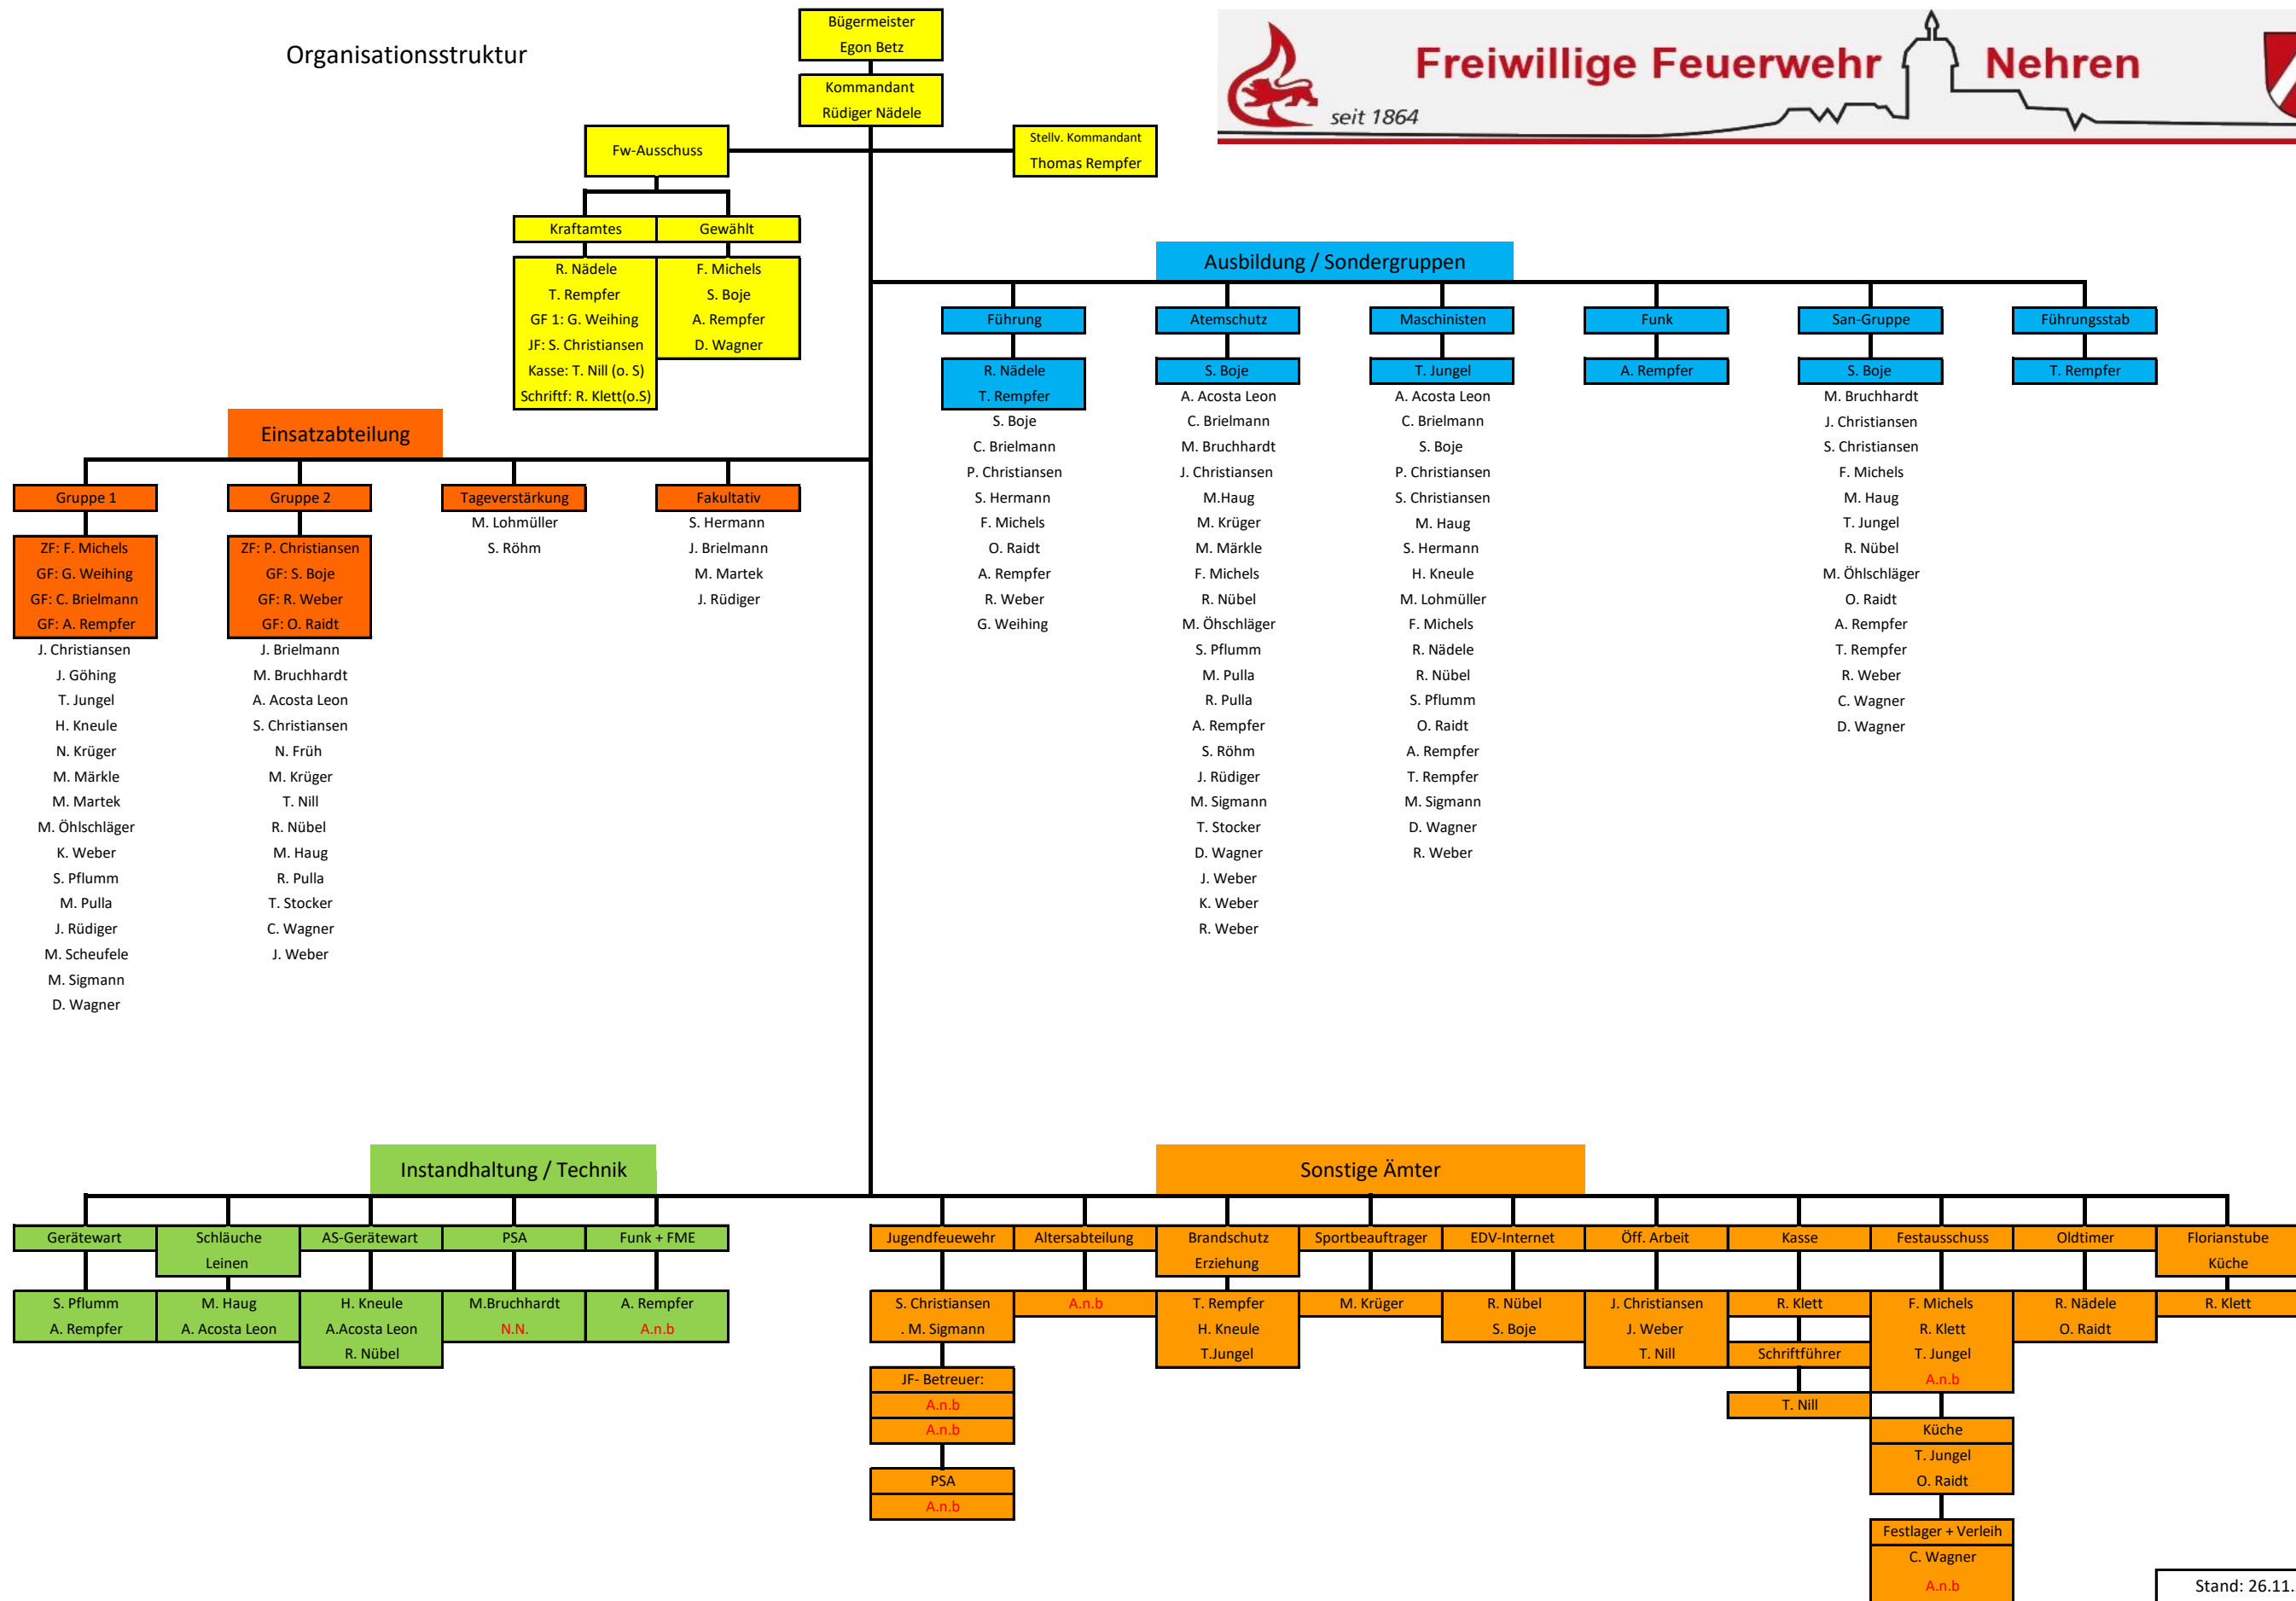 Organisationsstruktur
Bügermeister
Egon Betz
Kommandant
Rüdiger Nädele
Freiwillige Feuerwehr Nehren
seit 1864
Fw-Ausschuss
Stellv. Kommandant
Thomas Rempfer
Kraftamtes
R. Nädele
T. Rempfer
GF 1: G. Weihing
JF: S. Christiansen
Kasse: T. Nill (o. S)
Schriftf: R. Klett(o.S)
Gewählt
F. Michels
S. Boje
A. Rempfer
D. Wagner
Ausbildung / Sondergruppen
Führung
R. Nädele
T. Rempfer
S. Boje
C. Brielmann
P. Christiansen
S. Hermann
F. Michels
O. Raidt
A. Rempfer
R. Weber
G. Weihing
Atemschutz
S. Boje
A. Acosta Leon
C. Brielmann
M. Bruchhardt
J. Christiansen
M.Haug
M. Krüger
M. Märkle
F. Michels
R. Nübel
M. Öhschläger
S. Pflumm
M. Pulla
R. Pulla
A. Rempfer
S. Röhm
J. Rüdiger
M. Sigmann
T. Stocker
D. Wagner
J. Weber
K. Weber
R. Weber
Maschinisten
T. Jungel
A. Acosta Leon
C. Brielmann
S. Boje
P. Christiansen
S. Christiansen
M. Haug
S. Hermann
H. Kneule
M. Lohmüller
F. Michels
R. Nädele
R. Nübel
S. Pflumm
O. Raidt
A. Rempfer
T. Rempfer
M. Sigmann
D. Wagner
R. Weber
Funk
A. Rempfer
San-Gruppe
S. Boje
M. Bruchhardt
J. Christiansen
S. Christiansen
F. Michels
M. Haug
T. Jungel
R. Nübel
M. Öhlschläger
O. Raidt
A. Rempfer
T. Rempfer
R. Weber
C. Wagner
D. Wagner
Führungsstab
T. Rempfer
Einsatzabteilung
Gruppe 1
ZF: F. Michels
GF: G. Weihing
GF: C. Brielmann
GF: A. Rempfer
J. Christiansen
J. Göhing
T. Jungel
H. Kneule
N. Krüger
M. Märkle
M. Martek
M. Öhlschläger
K. Weber
S. Pflumm
M. Pulla
J. Rüdiger
M. Scheufele
M. Sigmann
D. Wagner
Gruppe 2
ZF: P. Christiansen
GF: S. Boje
GF: R. Weber
GF: O. Raidt
J. Brielmann
M. Bruchhardt
A. Acosta Leon
S. Christiansen
N. Früh
M. Krüger
T. Nill
R. Nübel
M. Haug
R. Pulla
T. Stocker
C. Wagner
J. Weber
Tageverstärkung
M. Lohmüller
S. Röhm
Fakultativ
S. Hermann
J. Brielmann
M. Martek
J. Rüdiger
Instandhaltung / Technik
Gerätewart
S. Pflumm
A. Rempfer
Schläuche
Leinen
M. Haug
A. Acosta Leon
AS-Gerätewart
H. Kneule
A.Acosta Leon
R. Nübel
PSA
M.Bruchhardt
N.N.
Funk + FME
A. Rempfer
A.n.b
Sonstige Ämter
Jugendfeuewehr
S. Christiansen
. M. Sigmann
JF- Betreuer:
A.n.b
A.n.b
PSA
A.n.b
Altersabteilung
A.n.b
Brandschutz
Erziehung
T. Rempfer
H. Kneule
T.Jungel
Sportbeauftrager
M. Krüger
EDV-Internet
R. Nübel
S. Boje
Öff. Arbeit
J. Christiansen
J. Weber
T. Nill
Kasse
R. Klett
Schriftführer
T. Nill
Festausschuss
F. Michels
R. Klett
T. Jungel
A.n.b
Küche
T. Jungel
O. Raidt
Festlager + Verleih
C. Wagner
A.n.b
Oldtimer
R. Nädele
O. Raidt
Florianstube
Küche
R. Klett
Stand: 26.11.